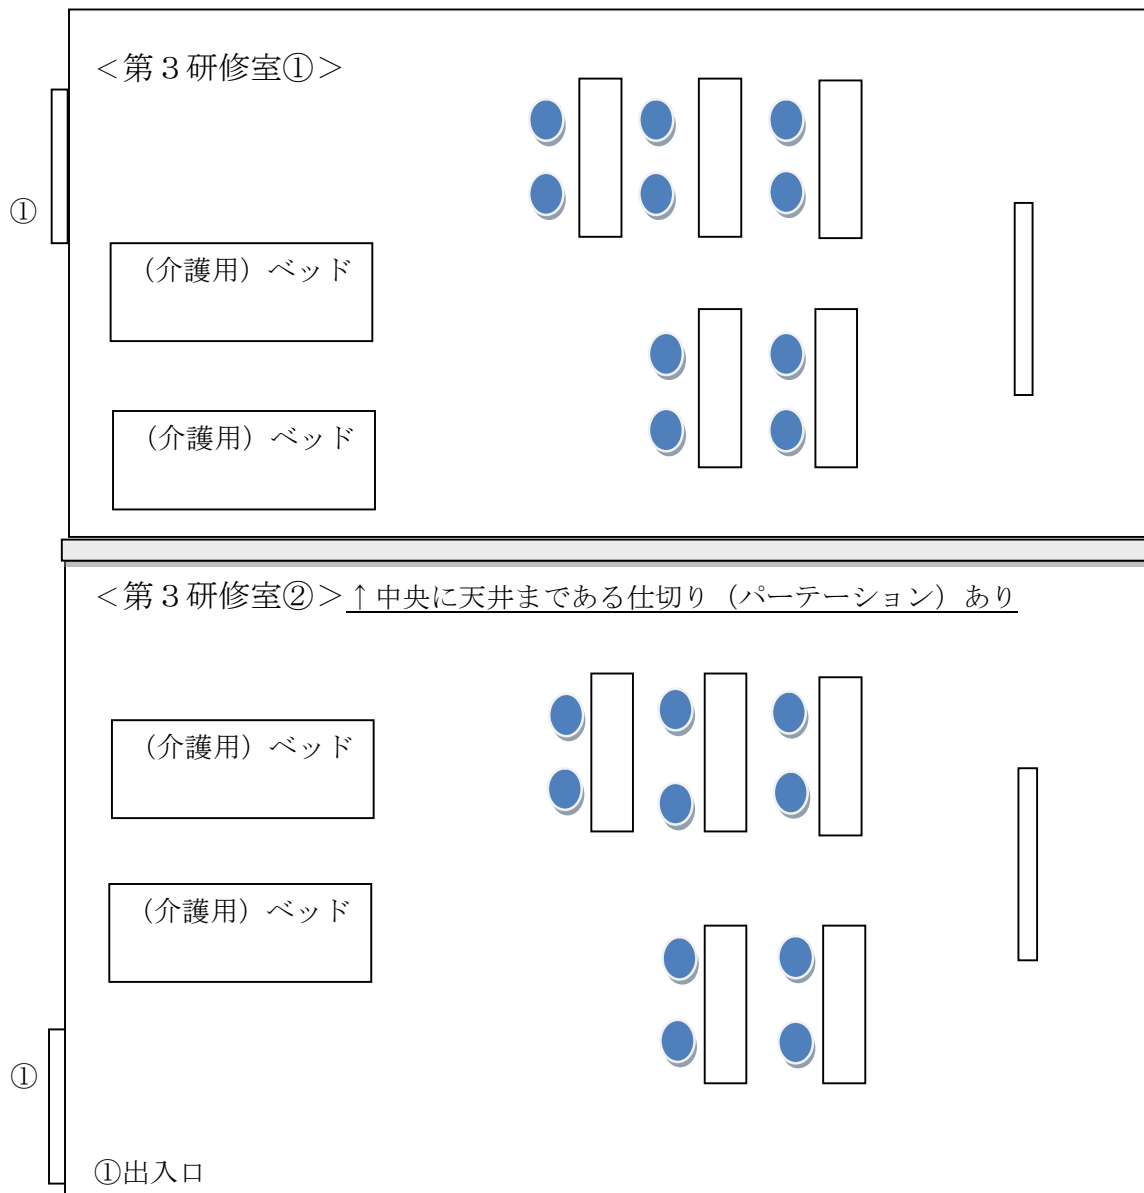 ＜第３研修室①＞
①
（介護用）ベッド
（介護用）ベッド
＜第３研修室②＞↑中央に天井まである仕切り（パーテーション）あり
（介護用）ベッド
（介護用）ベッド
①
①出入口